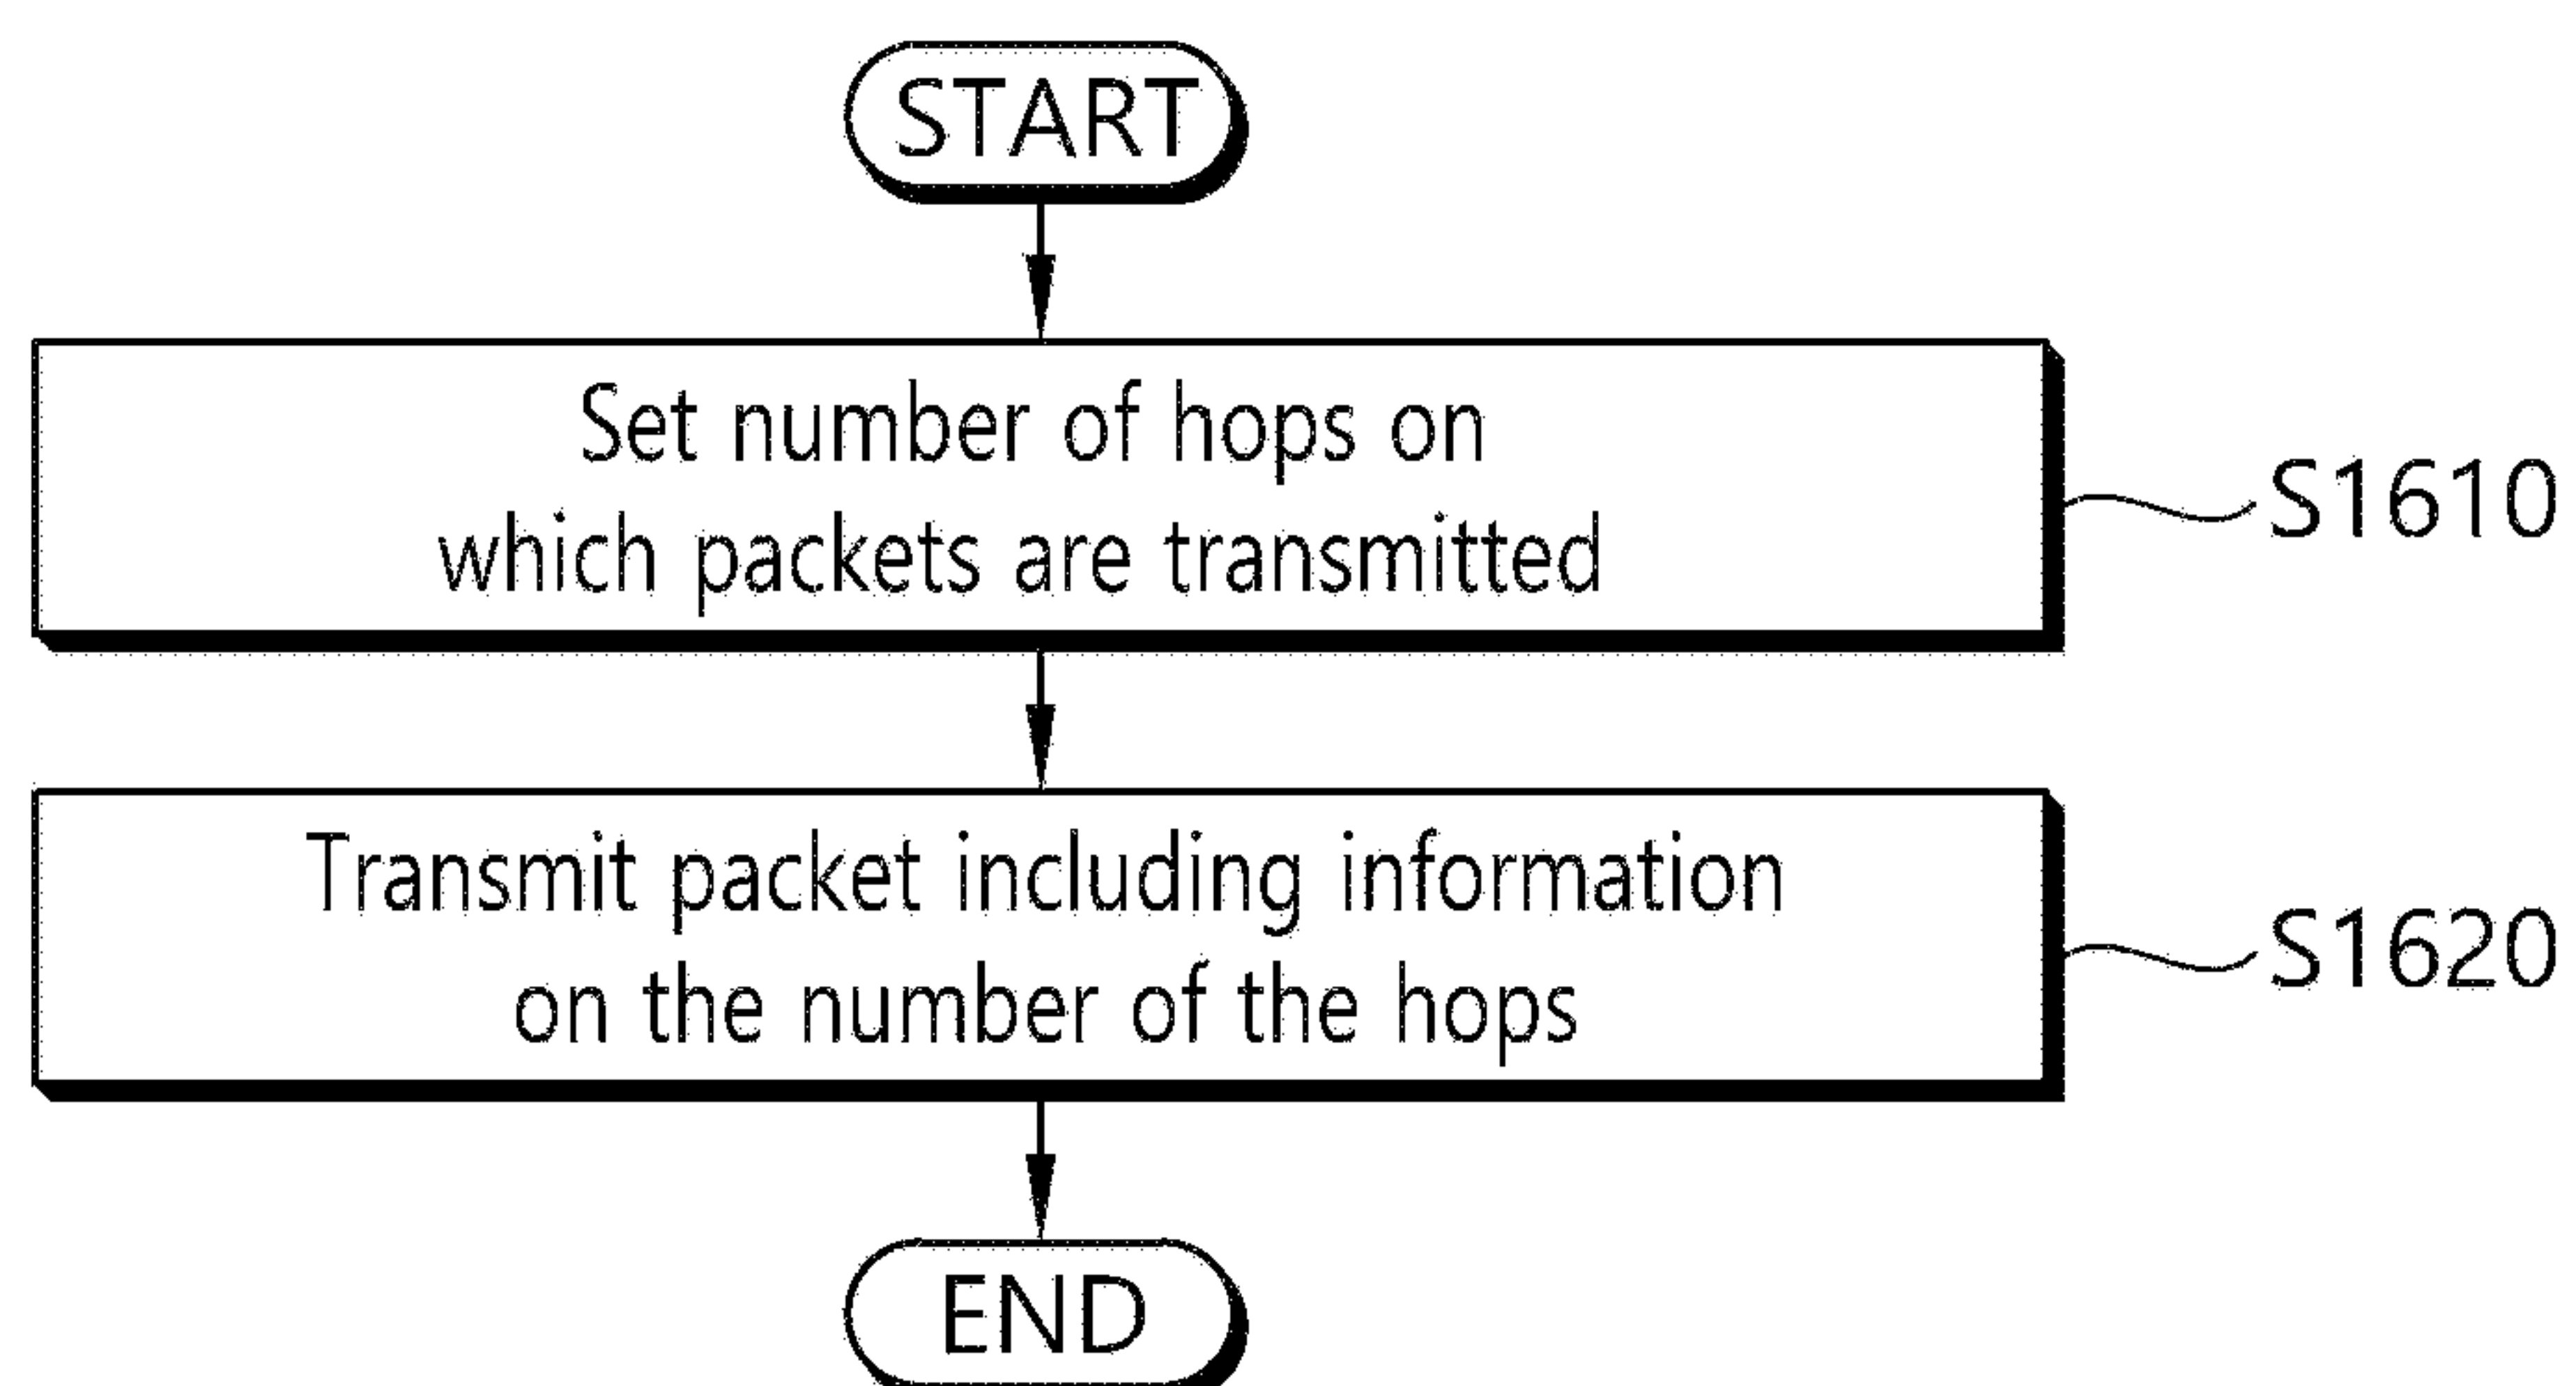 START
Set number of hops on
which packets are transmitted
S1610
Transmit packet including information
on the number of the hops
S1620
END